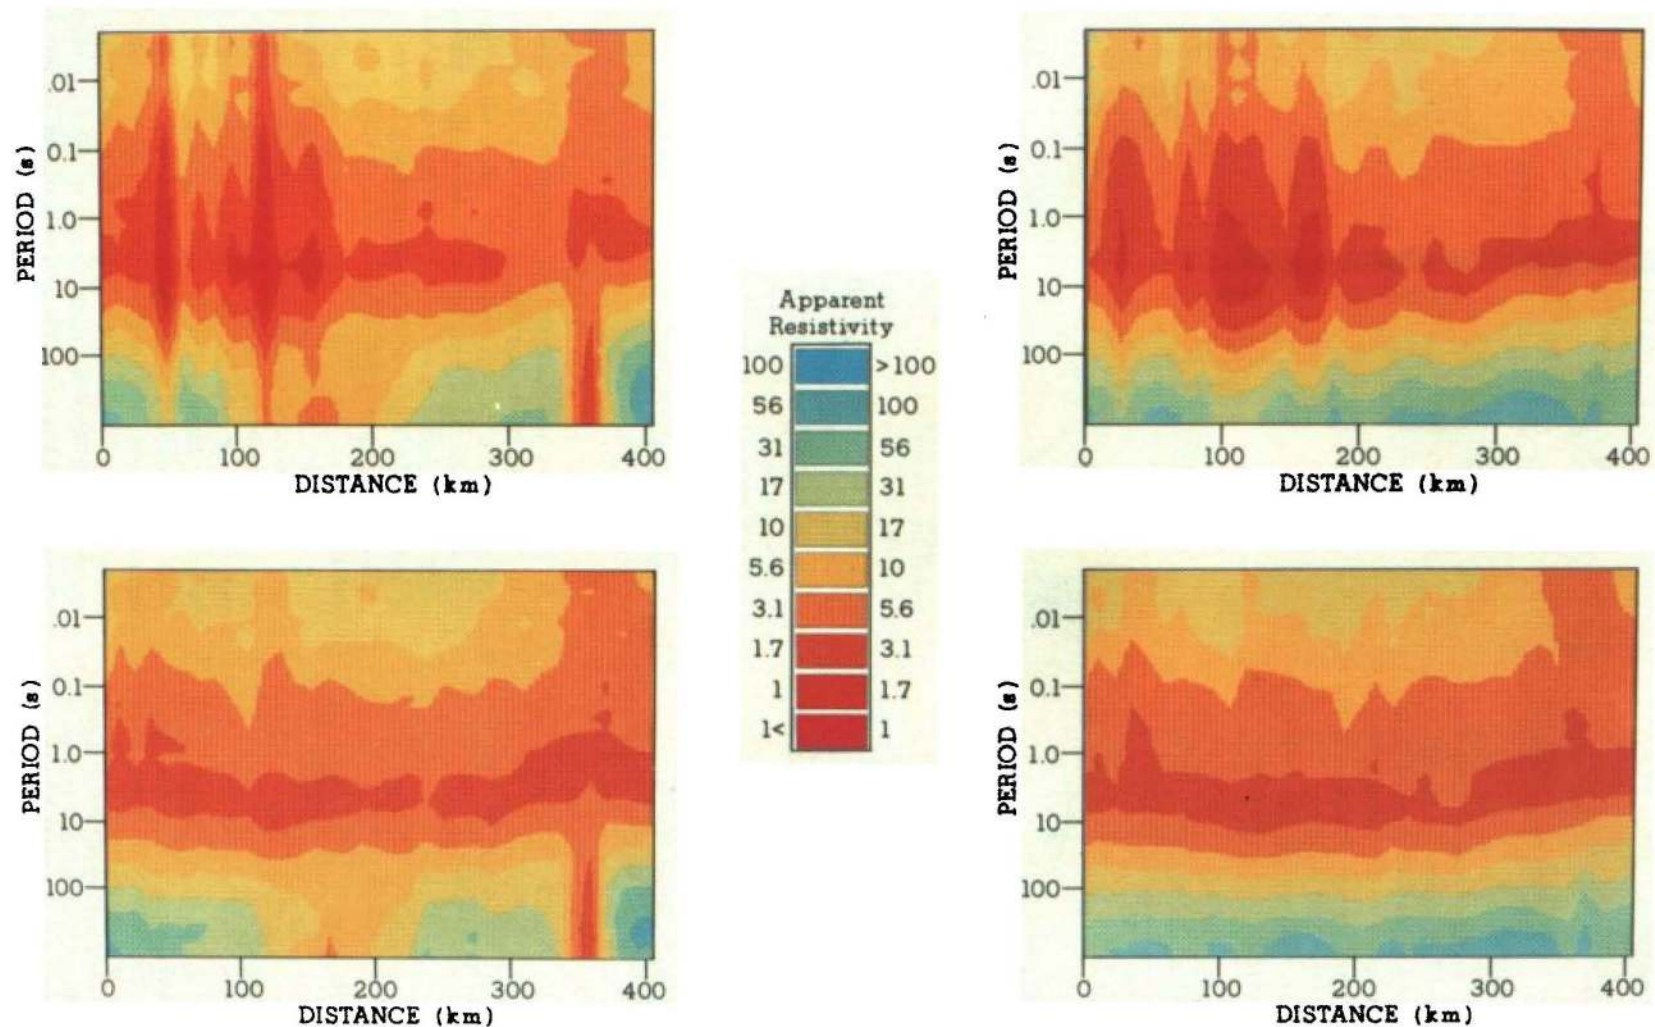 .01
0.1
1.0
10
100
PERIOD (s)
0 100 200 300 400
DISTANCE (km)
.01
0.1
1.0
10
100
PERIOD (s)
0 100 200 300 400
DISTANCE (km)
Apparent
Resistivity
100 >100
56 100
31 56
17 31
10 17
5.6 10
3.1 5.6
1.7 3.1
1 1.7
1< 1
.01
0.1
1.0
10
100
PERIOD (s)
0 100 200 300 400
DISTANCE (km)
.01
0.1
1.0
10
100
PERIOD (s)
0 100 200 300 400
DISTANCE (km)